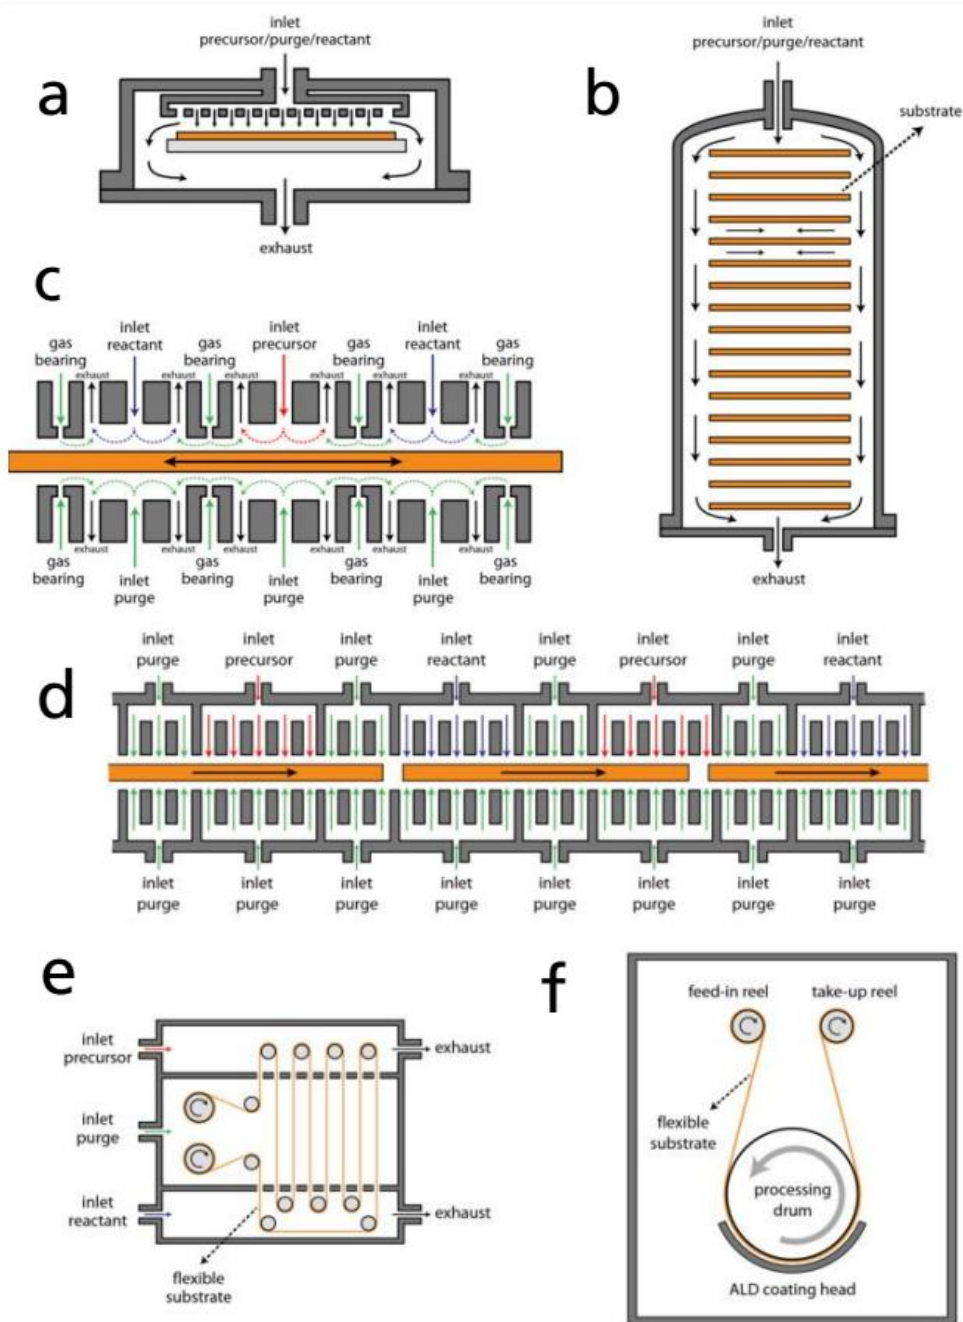 a
inlet
precursor/purge/reactant
exhaust
b
inlet
precursor/purge/reactant
substrate
exhaust
c
gas
bearing
inlet
reactant
gas
bearing
inlet
precursor
gas
bearing
inlet
reactant
gas
bearing
exhaust
exhaust
exhaust
exhaust
exhaust
exhaust
exhaust
exhaust
exhaust
exhaust
exhaust
exhaust
gas
bearing
inlet
purge
gas
bearing
inlet
purge
gas
bearing
inlet
purge
gas
bearing
d
inlet
purge
inlet
precursor
inlet
purge
inlet
reactant
inlet
purge
inlet
precursor
inlet
purge
inlet
reactant
inlet
purge
inlet
purge
inlet
purge
inlet
purge
inlet
purge
inlet
purge
inlet
purge
inlet
purge
e
inlet
precursor
exhaust
inlet
purge
inlet
reactant
exhaust
flexible
substrate
f
feed-in reel
take-up reel
flexible
substrate
processing
drum
ALD coating head